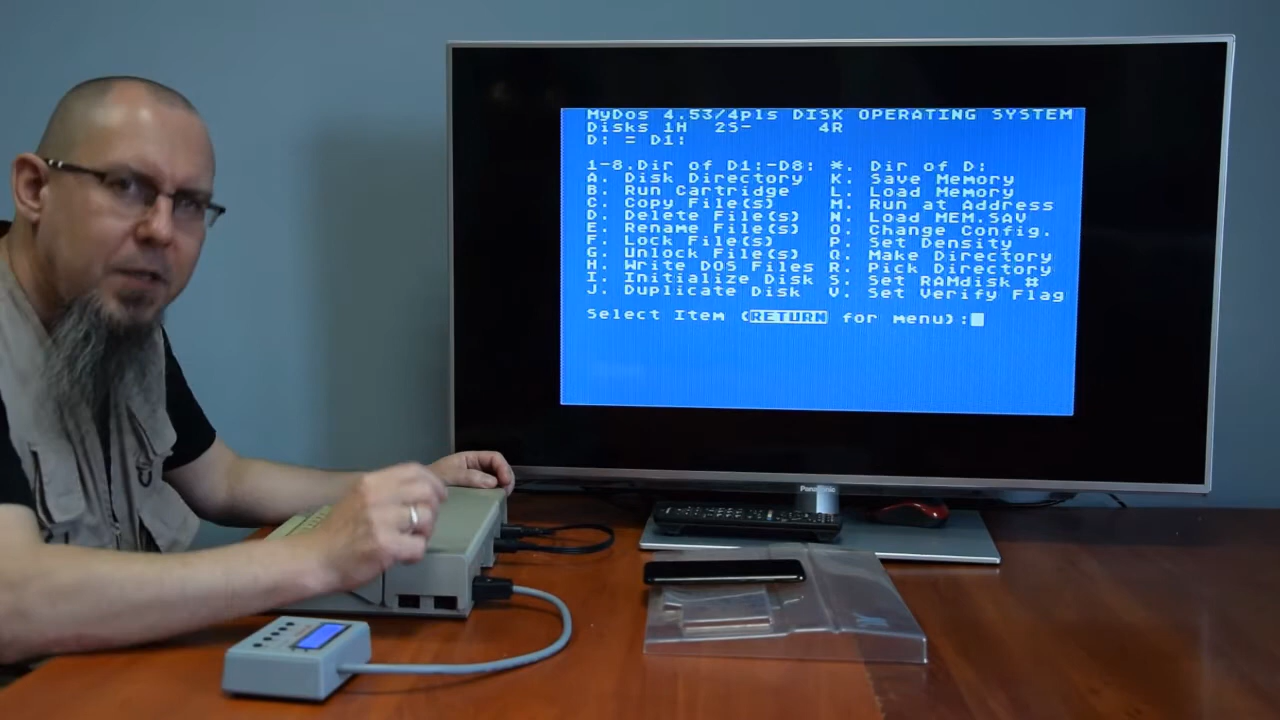 MyDos 4.53/4pls DISK OPERATING SYSTEM
Disks 1H 2S- 4R
D: = D1:
1-8.Dir of D1:-D8: *. Dir of D:
A. Disk Directory K. Save Memory
B. Run Cartridge L. Load Memory
C. Copy File(s) M. Run at Address
D. Delete File(s) N. Load MEM.SAV
E. Rename File(s) O. Change Config.
F. Lock File(s) P. Set Density
G. Unlock File(s) Q. Make Directory
H. Write DOS Files R. Pick Directory
I. Initialize Disk S. Set RAMdisk #
J. Duplicate Disk V. Set Verify Flag
Select Item (RETURN for menu):
Panasonic